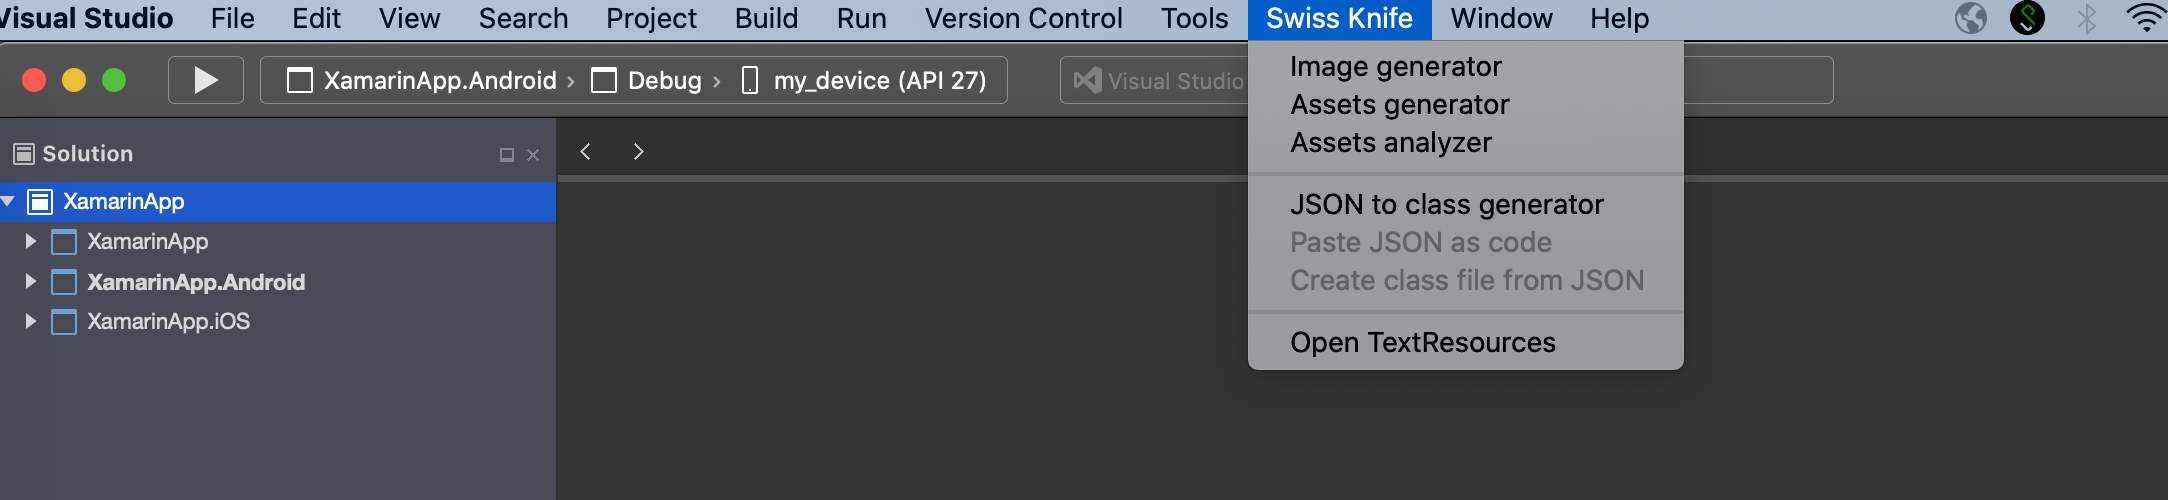 Visual Studio File Edit View Search Project Build Run Version Control Tools Swiss Knife Window Help
XamarinApp.Android › Debug › my_device (API 27) Visual Studio
Image generator
Assets generator
Assets analyzer
JSON to class generator
Paste JSON as code
Create class file from JSON
Open TextResources
Solution
XamarinApp
XamarinApp
XamarinApp.Android
XamarinApp.iOS